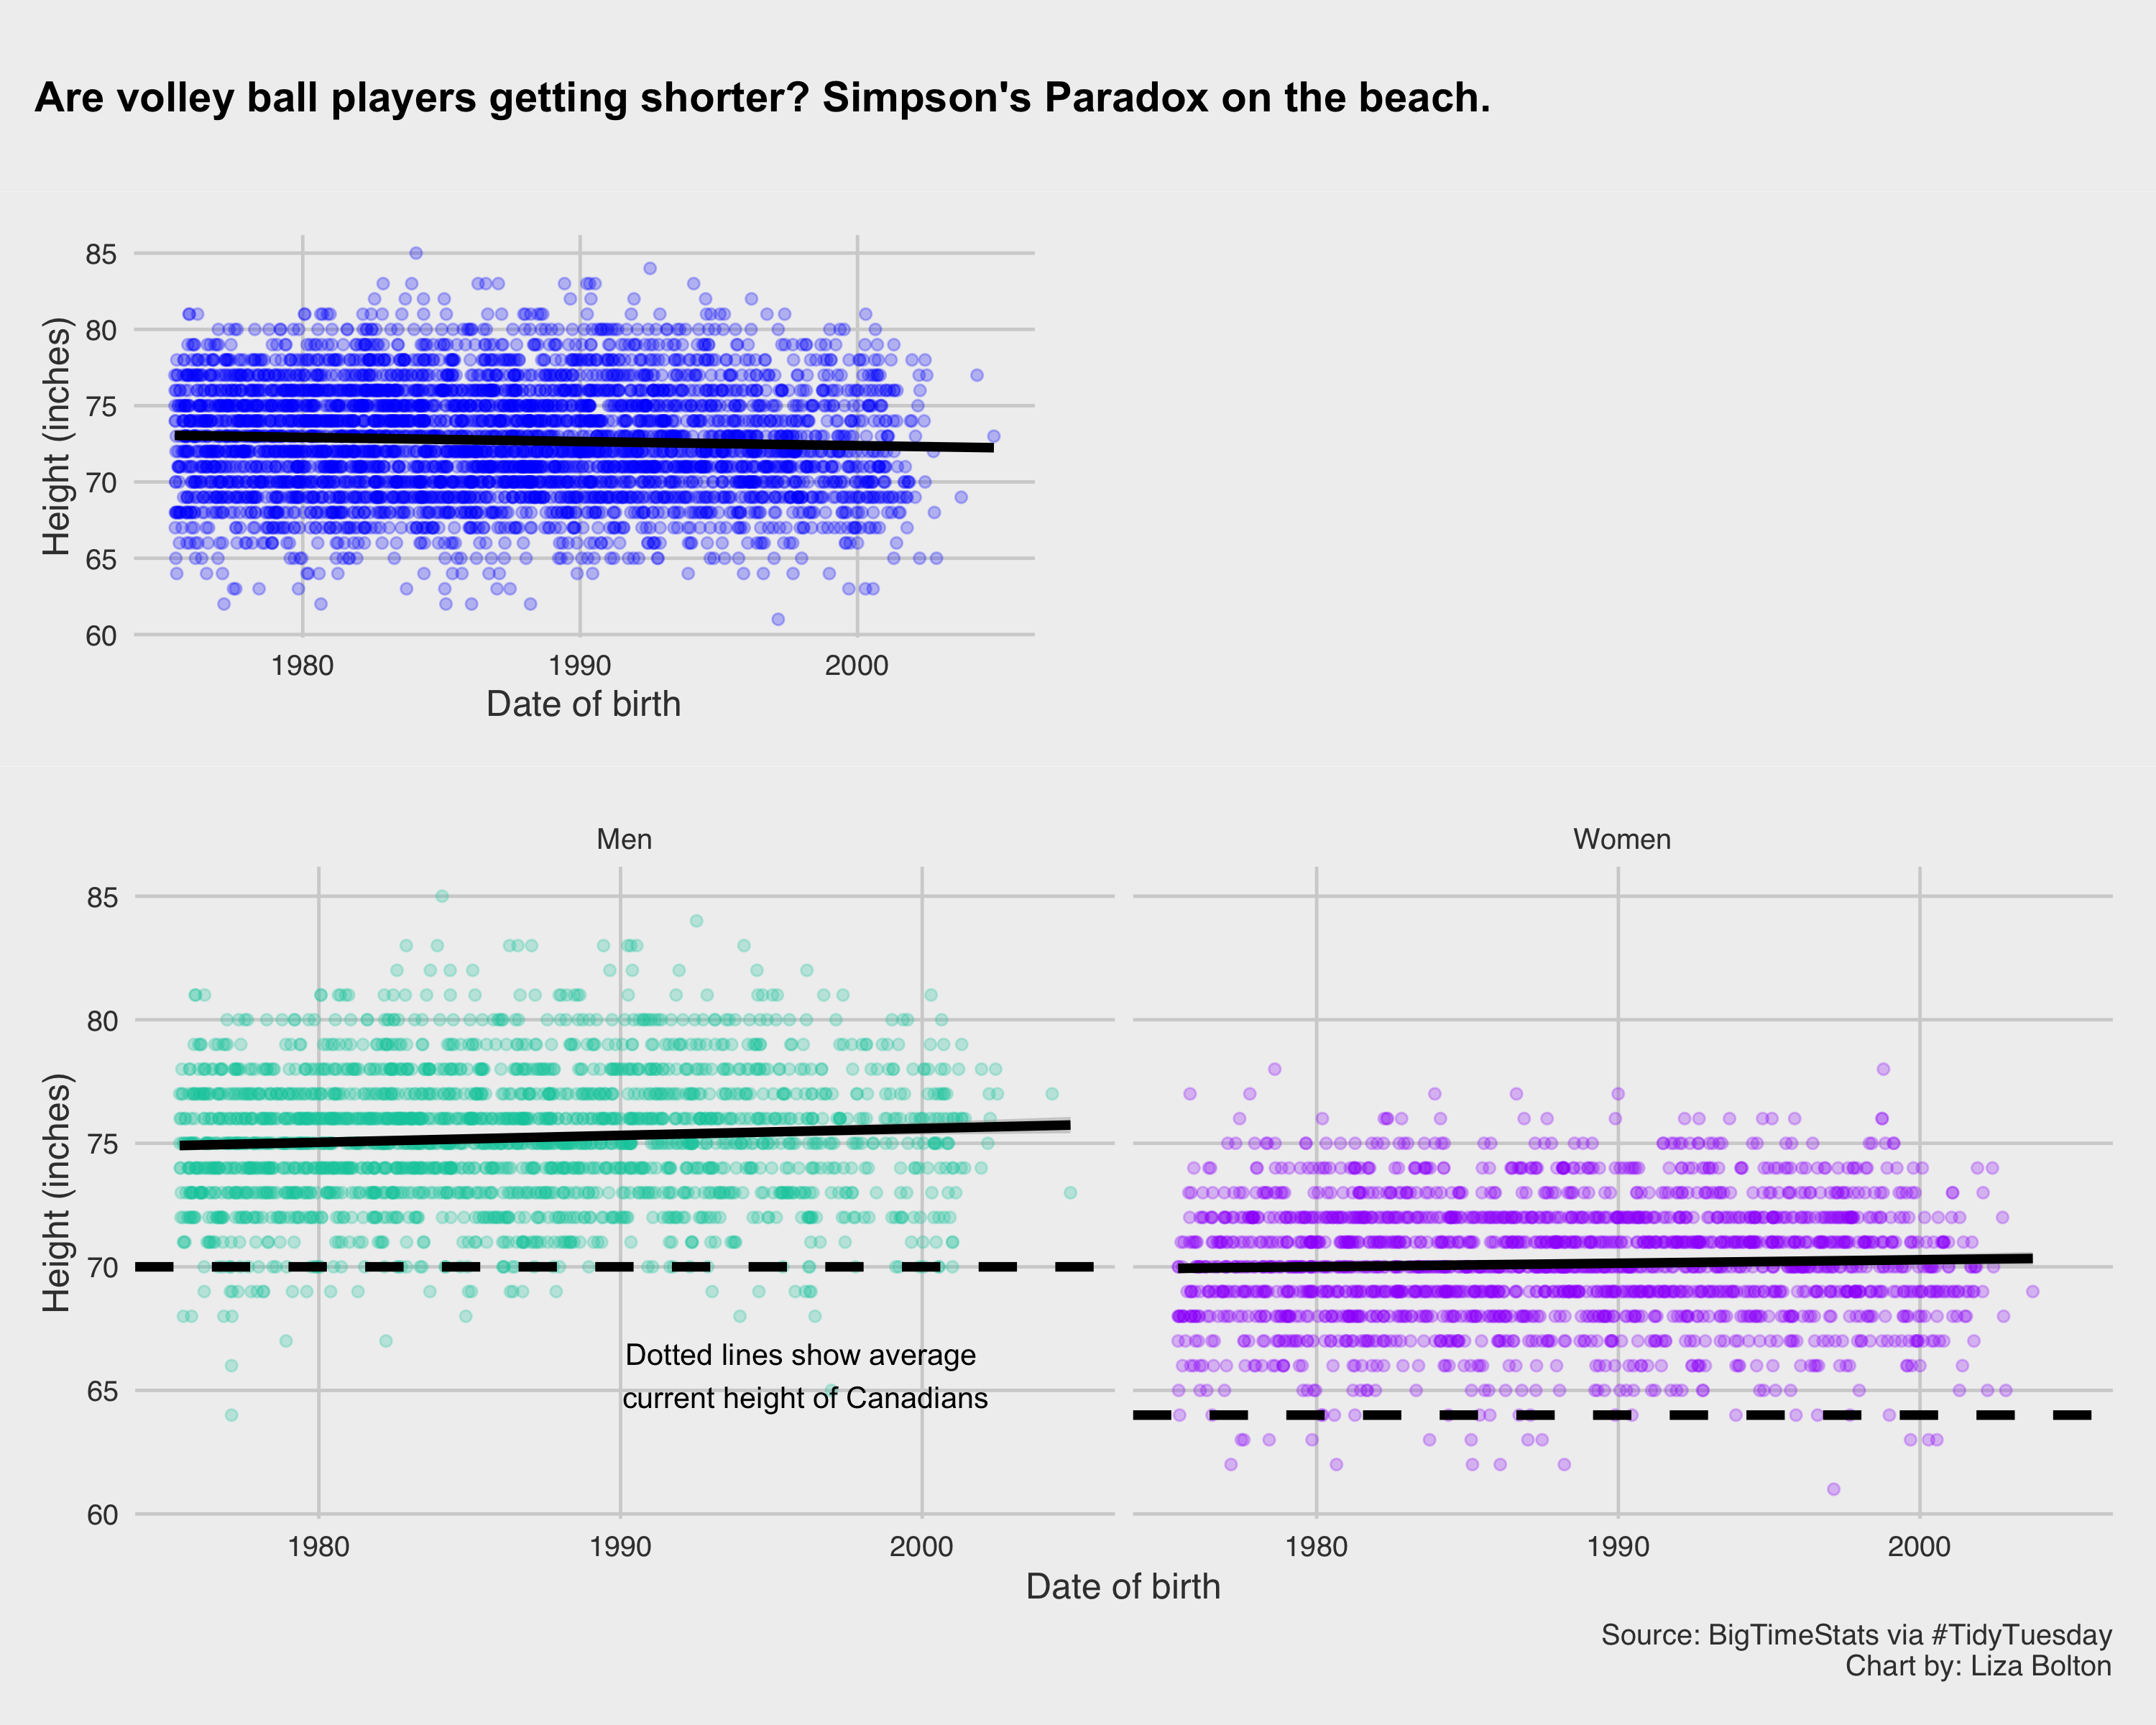 Are volley ball players getting shorter? Simpson's Paradox on the beach.
85
80
75
70
65
60
Height (inches)
1980 1990 2000
Date of birth
Men Women
85
80
75
70
65
60
Height (inches)
Dotted lines show average
current height of Canadians
1980 1990 2000 1980 1990 2000
Date of birth
Source: BigTimeStats via #TidyTuesday
Chart by: Liza Bolton